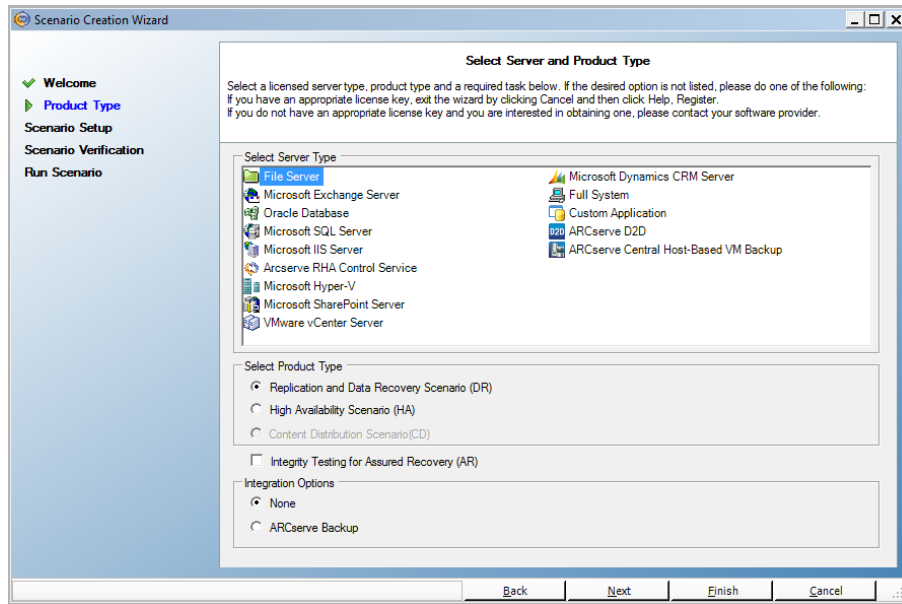 Scenario Creation Wizard
Welcome
Product Type
Scenario Setup
Scenario Verification
Run Scenario
Select Server and Product Type
Select a licensed server type, product type and a required task below. If the desired option is not listed, please do one of the following:
If you have an appropriate license key, exit the wizard by clicking Cancel and then click Help, Register.
If you do not have an appropriate license key and you are interested in obtaining one, please contact your software provider.
Select Server Type
File Server
Microsoft Exchange Server
Oracle Database
Microsoft SQL Server
Microsoft IIS Server
Arcserve RHA Control Service
Microsoft Hyper-V
Microsoft SharePoint Server
VMware vCenter Server
Microsoft Dynamics CRM Server
Full System
Custom Application
D2D ARCserve D2D
ARCserve Central Host-Based VM Backup
Select Product Type
Replication and Data Recovery Scenario (DR)
High Availability Scenario (HA)
Content Distribution Scenario(CD)
Integrity Testing for Assured Recovery (AR)
Integration Options
None
ARCserve Backup
Back
Next
Finish
Cancel